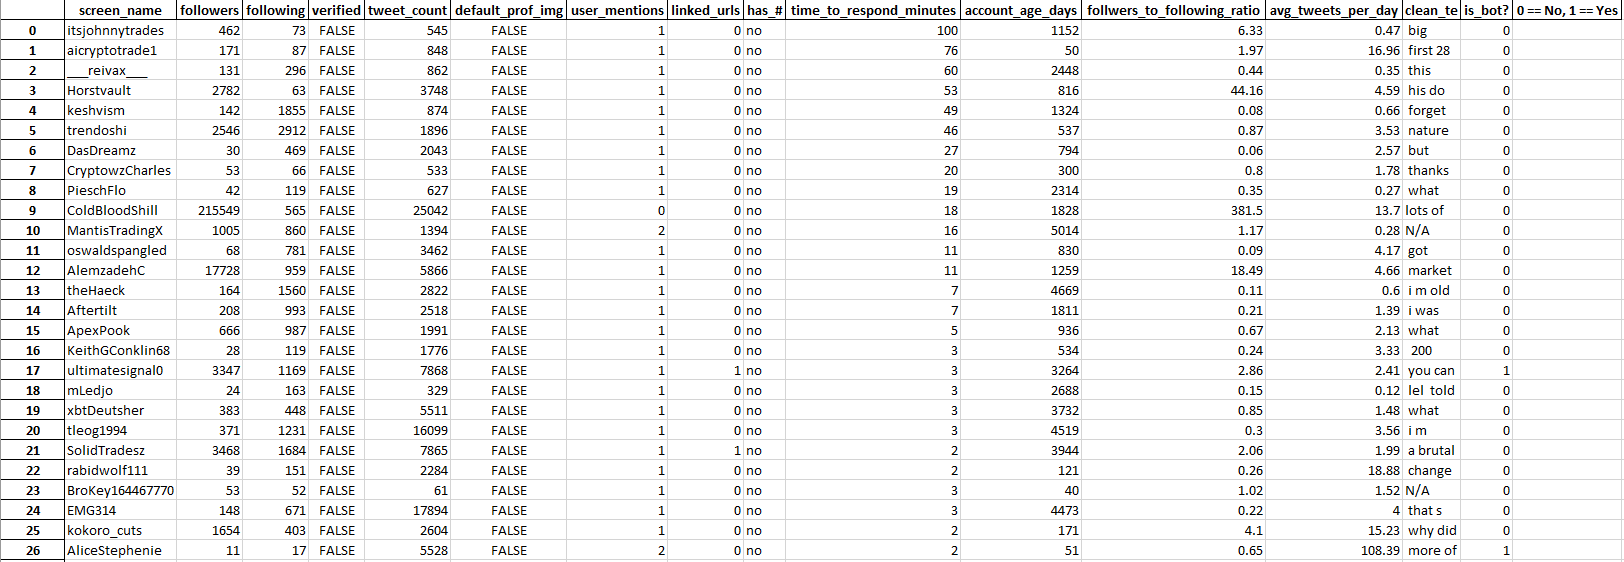 screen_name followers following verified tweet_count default_prof_img user_mentions linked_urls has_# time_to_respond_minutes account_age_days follwers_to_following_ratio avg_tweets_per_day clean_te is_bot? 0 == No, 1 == Yes
0 itsjohnnytrades 462 73 FALSE 545 FALSE 1 0 no 100 1152 6.33 0.47 big 0
1 aicryptotrade1 171 87 FALSE 848 FALSE 1 0 no 76 50 1.97 16.96 first 28 0
2 ___reivax___ 131 296 FALSE 862 FALSE 1 0 no 60 2448 0.44 0.35 this 0
3 Horstvault 2782 63 FALSE 3748 FALSE 1 0 no 53 816 44.16 4.59 his do 0
4 keshvism 142 1855 FALSE 874 FALSE 1 0 no 49 1324 0.08 0.66 forget 0
5 trendoshi 2546 2912 FALSE 1896 FALSE 1 0 no 46 537 0.87 3.53 nature 0
6 DasDreamz 30 469 FALSE 2043 FALSE 1 0 no 27 794 0.06 2.57 but 0
7 CryptowzCharles 53 66 FALSE 533 FALSE 1 0 no 20 300 0.8 1.78 thanks 0
8 PieschFlo 42 119 FALSE 627 FALSE 1 0 no 19 2314 0.35 0.27 what 0
9 ColdBloodShill 215549 565 FALSE 25042 FALSE 0 0 no 18 1828 381.5 13.7 lots of 0
10 MantisTradingX 1005 860 FALSE 1394 FALSE 2 0 no 16 5014 1.17 0.28 N/A 0
11 oswaldspangled 68 781 FALSE 3462 FALSE 1 0 no 11 830 0.09 4.17 got 0
12 AlemzadehC 17728 959 FALSE 5866 FALSE 1 0 no 11 1259 18.49 4.66 market 0
13 theHaeck 164 1560 FALSE 2822 FALSE 1 0 no 7 4669 0.11 0.6 i m old 0
14 Aftertilt 208 993 FALSE 2518 FALSE 1 0 no 7 1811 0.21 1.39 i was 0
15 ApexPook 666 987 FALSE 1991 FALSE 1 0 no 5 936 0.67 2.13 what 0
16 KeithGConklin68 28 119 FALSE 1776 FALSE 1 0 no 3 534 0.24 3.33 200 0
17 ultimatesignal0 3347 1169 FALSE 7868 FALSE 1 1 no 3 3264 2.86 2.41 you can 1
18 mLedjo 24 163 FALSE 329 FALSE 1 0 no 3 2688 0.15 0.12 lel told 0
19 xbtDeutsher 383 448 FALSE 5511 FALSE 1 0 no 3 3732 0.85 1.48 what 0
20 tleog1994 371 1231 FALSE 16099 FALSE 1 0 no 3 4519 0.3 3.56 i m 0
21 SolidTradesz 3468 1684 FALSE 7865 FALSE 1 1 no 2 3944 2.06 1.99 a brutal 0
22 rabidwolf111 39 151 FALSE 2284 FALSE 1 0 no 2 121 0.26 18.88 change 0
23 BroKey164467770 53 52 FALSE 61 FALSE 1 0 no 3 40 1.02 1.52 N/A 0
24 EMG314 148 671 FALSE 17894 FALSE 1 0 no 3 4473 0.22 4 that s 0
25 kokoro_cuts 1654 403 FALSE 2604 FALSE 1 0 no 2 171 4.1 15.23 why did 0
26 AliceStephenie 11 17 FALSE 5528 FALSE 2 0 no 2 51 0.65 108.39 more of 1